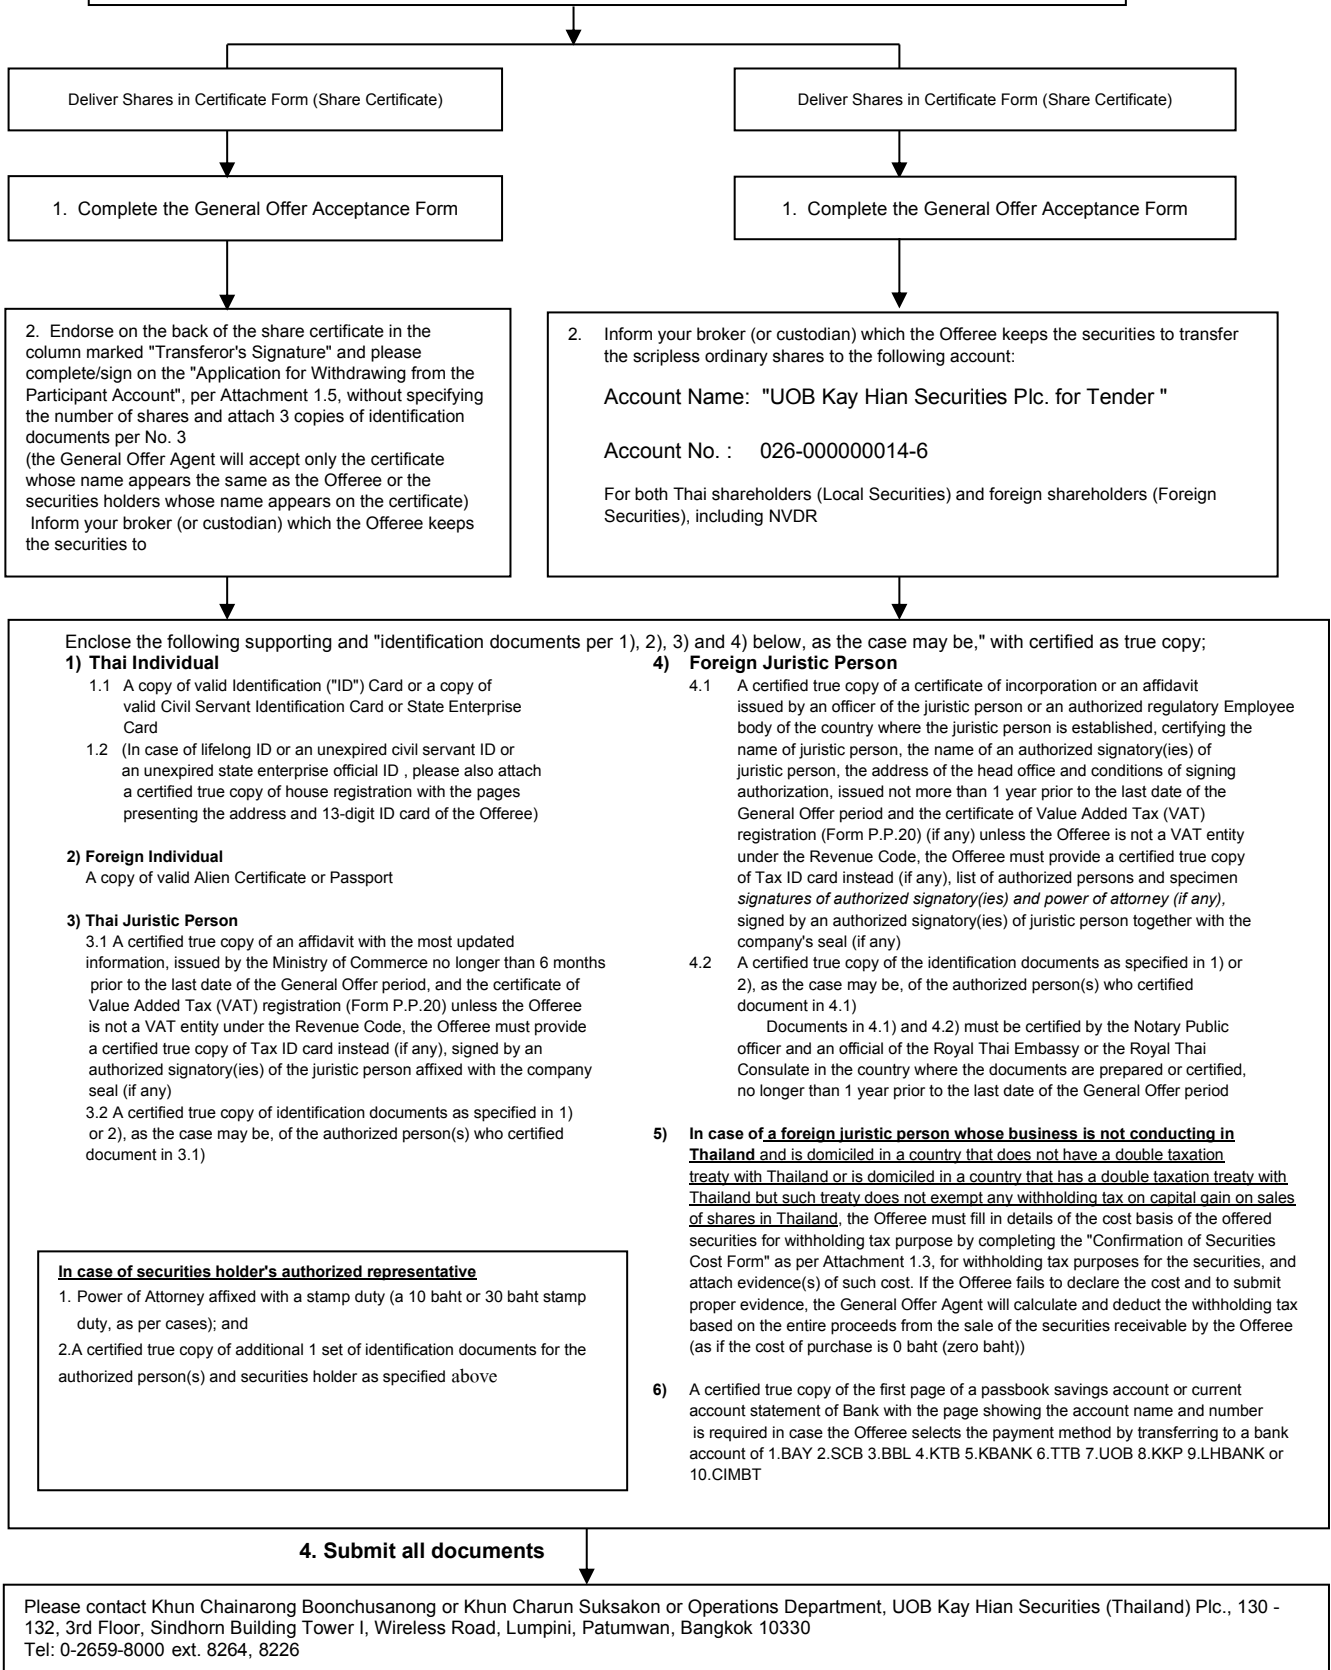 Deliver Shares in Certificate Form (Share Certificate)
Deliver Shares in Certificate Form (Share Certificate)
1. Complete the General Offer Acceptance Form
1. Complete the General Offer Acceptance Form
2. Endorse on the back of the share certificate in the
column marked "Transferor's Signature" and please
complete/sign on the "Application for Withdrawing from the
Participant Account", per Attachment 1.5, without specifying
the number of shares and attach 3 copies of identification
documents per No. 3
(the General Offer Agent will accept only the certificate
whose name appears the same as the Offeree or the
securities holders whose name appears on the certificate)
Inform your broker (or custodian) which the Offeree keeps
the securities to
2. Inform your broker (or custodian) which the Offeree keeps the securities to transfer
the scripless ordinary shares to the following account:
Account Name: "UOB Kay Hian Securities Plc. for Tender "
Account No. : 026-000000014-6
For both Thai shareholders (Local Securities) and foreign shareholders (Foreign
Securities), including NVDR
Enclose the following supporting and "identification documents per 1), 2), 3) and 4) below, as the case may be," with certified as true copy;
1) Thai Individual
1.1 A copy of valid Identification ("ID") Card or a copy of
valid Civil Servant Identification Card or State Enterprise
Card
1.2 (In case of lifelong ID or an unexpired civil servant ID or
an unexpired state enterprise official ID , please also attach
a certified true copy of house registration with the pages
presenting the address and 13-digit ID card of the Offeree)
2) Foreign Individual
A copy of valid Alien Certificate or Passport
3) Thai Juristic Person
3.1 A certified true copy of an affidavit with the most updated
information, issued by the Ministry of Commerce no longer than 6 months
prior to the last date of the General Offer period, and the certificate of
Value Added Tax (VAT) registration (Form P.P.20) unless the Offeree
is not a VAT entity under the Revenue Code, the Offeree must provide
a certified true copy of Tax ID card instead (if any), signed by an
authorized signatory(ies) of the juristic person affixed with the company
seal (if any)
3.2 A certified true copy of identification documents as specified in 1)
or 2), as the case may be, of the authorized person(s) who certified
document in 3.1)
In case of securities holder's authorized representative
1. Power of Attorney affixed with a stamp duty (a 10 baht or 30 baht stamp
duty, as per cases); and
2.A certified true copy of additional 1 set of identification documents for the
authorized person(s) and securities holder as specified above
4) Foreign Juristic Person
4.1 A certified true copy of a certificate of incorporation or an affidavit
issued by an officer of the juristic person or an authorized regulatory Employee
body of the country where the juristic person is established, certifying the
name of juristic person, the name of an authorized signatory(ies) of
juristic person, the address of the head office and conditions of signing
authorization, issued not more than 1 year prior to the last date of the
General Offer period and the certificate of Value Added Tax (VAT)
registration (Form P.P.20) (if any) unless the Offeree is not a VAT entity
under the Revenue Code, the Offeree must provide a certified true copy
of Tax ID card instead (if any), list of authorized persons and specimen
signatures of authorized signatory(ies) and power of attorney (if any),
signed by an authorized signatory(ies) of juristic person together with the
company's seal (if any)
4.2 A certified true copy of the identification documents as specified in 1) or
2), as the case may be, of the authorized person(s) who certified
document in 4.1)
Documents in 4.1) and 4.2) must be certified by the Notary Public
officer and an official of the Royal Thai Embassy or the Royal Thai
Consulate in the country where the documents are prepared or certified,
no longer than 1 year prior to the last date of the General Offer period
5) In case of a foreign juristic person whose business is not conducting in
Thailand and is domiciled in a country that does not have a double taxation
treaty with Thailand or is domiciled in a country that has a double taxation treaty with
Thailand but such treaty does not exempt any withholding tax on capital gain on sales
of shares in Thailand, the Offeree must fill in details of the cost basis of the offered
securities for withholding tax purpose by completing the "Confirmation of Securities
Cost Form" as per Attachment 1.3, for withholding tax purposes for the securities, and
attach evidence(s) of such cost. If the Offeree fails to declare the cost and to submit
proper evidence, the General Offer Agent will calculate and deduct the withholding tax
based on the entire proceeds from the sale of the securities receivable by the Offeree
(as if the cost of purchase is 0 baht (zero baht))
6) A certified true copy of the first page of a passbook savings account or current
account statement of Bank with the page showing the account name and number
is required in case the Offeree selects the payment method by transferring to a bank
account of 1.BAY 2.SCB 3.BBL 4.KTB 5.KBANK 6.TTB 7.UOB 8.KKP 9.LHBANK or
10.CIMBT
4. Submit all documents
Please contact Khun Chainarong Boonchusanong or Khun Charun Suksakon or Operations Department, UOB Kay Hian Securities (Thailand) Plc., 130 -
132, 3rd Floor, Sindhorn Building Tower I, Wireless Road, Lumpini, Patumwan, Bangkok 10330
Tel: 0-2659-8000 ext. 8264, 8226